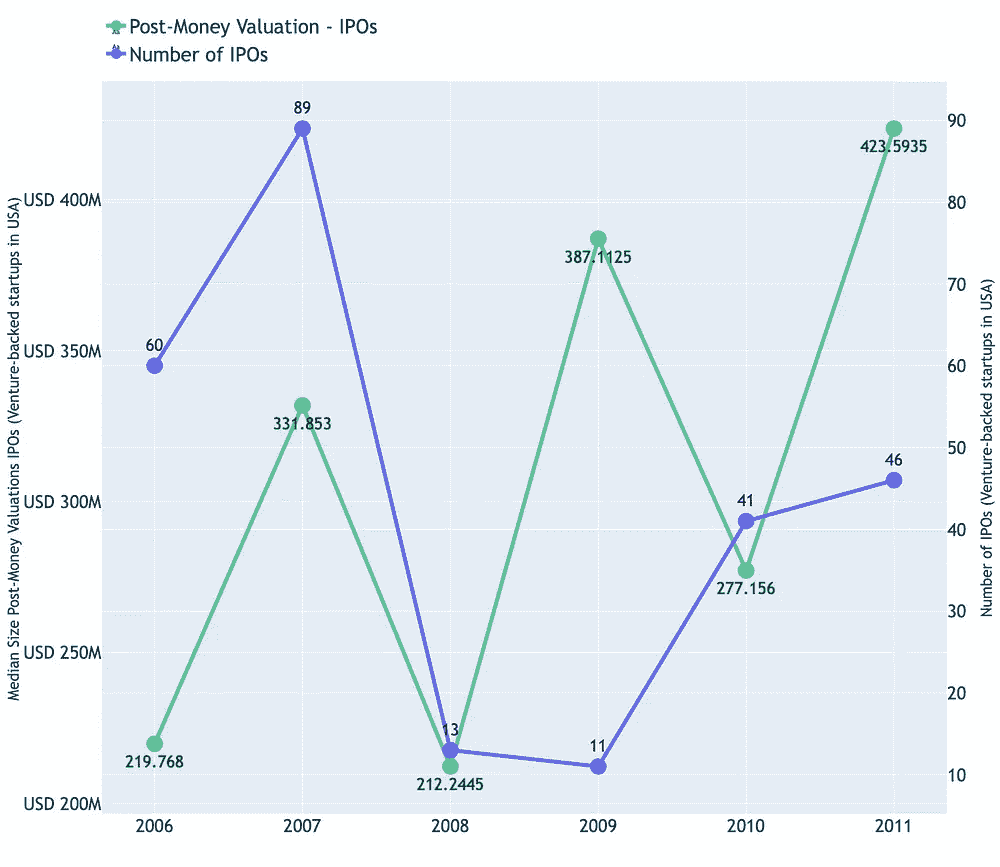 Post-Money Valuation - IPOs
Number of IPOs
Median Size Post-Money Valuations IPOs (Venture-backed startups in USA)
USD 400M
USD 350M
USD 300M
USD 250M
USD 200M
89
60
331.853
219.768
13
212.2445
387.1125
11
41
277.156
423.5935
46
90
80
70
60
50
40
30
20
10
Number of IPOs (Venture-backed startups in USA)
2006 2007 2008 2009 2010 2011